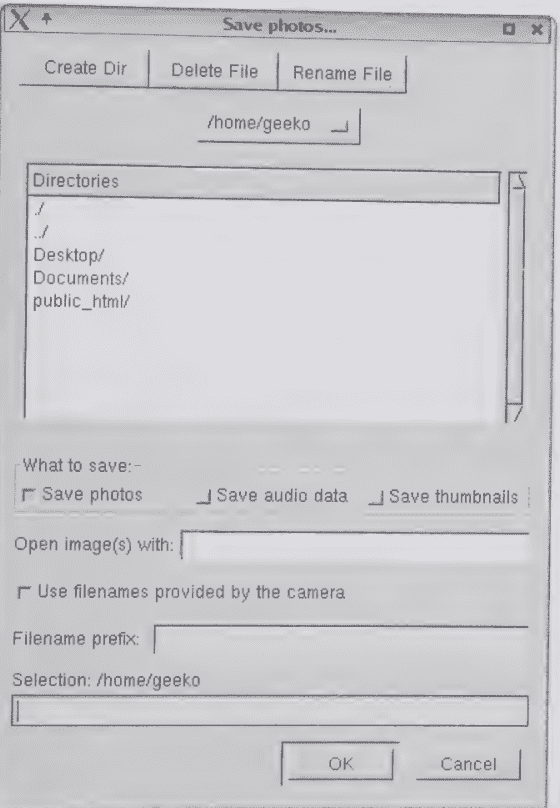 Save photos...
Create Dir Delete File Rename File
/home/geeko
Directories
./
../
Desktop/
Documents/
public_html/
What to save:
Save photos Save audio data Save thumbnails
Open image(s) with:
Use filenames provided by the camera
Filename prefix:
Selection: /home/geeko
OK Cancel